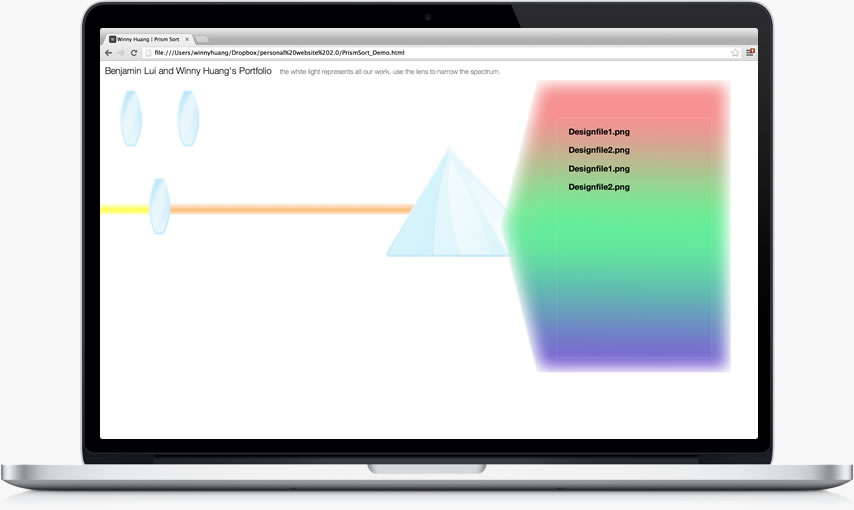 Winny Huang | Prism Sort
file:///Users/winnyhuang/Dropbox/personal%20website%202.0/PrismSort_Demo.html
Benjamin Lui and Winny Huang's Portfolio the white light represents all our work. use the lens to narrow the spectrum.
Designfile1.png
Designfile2.png
Designfile1.png
Designfile2.png